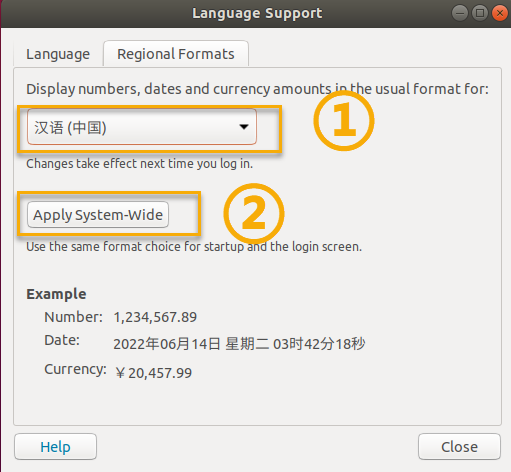 Language Support
Language Regional Formats
Display numbers, dates and currency amounts in the usual format for:
汉语 (中国)
1
Changes take effect next time you log in.
Apply System-Wide
2
Use the same format choice for startup and the login screen.
Example
Number: 1,234,567.89
Date: 2022年06月14日 星期二 03时42分18秒
Currency: ￥20,457.99
Help Close